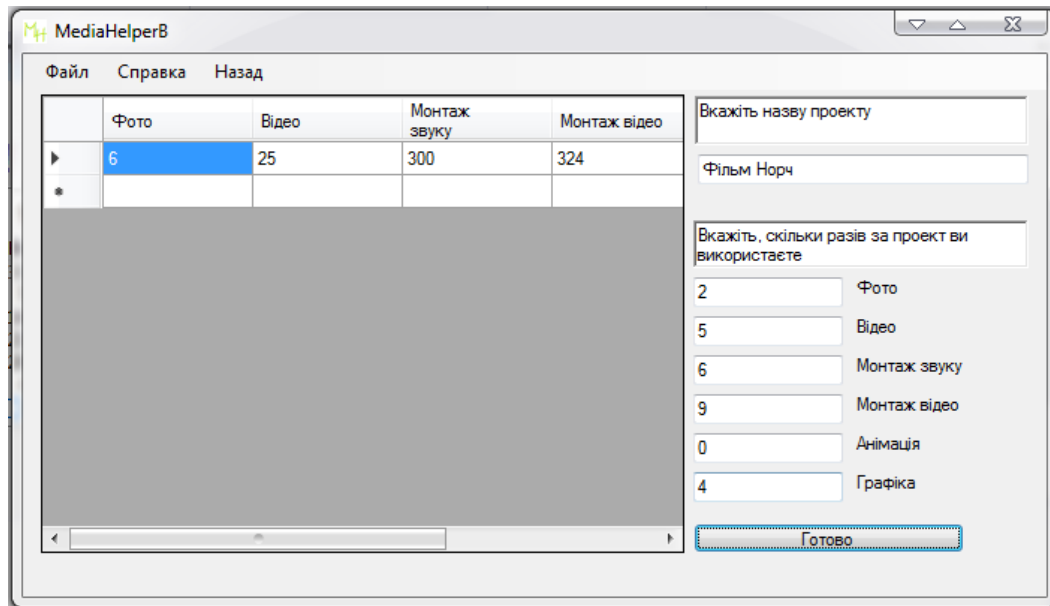 MH MediaHelperB
Файл Справка Назад
Фото Відео Монтаж звуку Монтаж відео
6 25 300 324
Вкажіть назву проекту
Фільм Норч
Вкажіть, скільки разів за проект ви
використаєте
2 Фото
5 Відео
6 Монтаж звуку
9 Монтаж відео
0 Анімація
4 Графіка
Готово